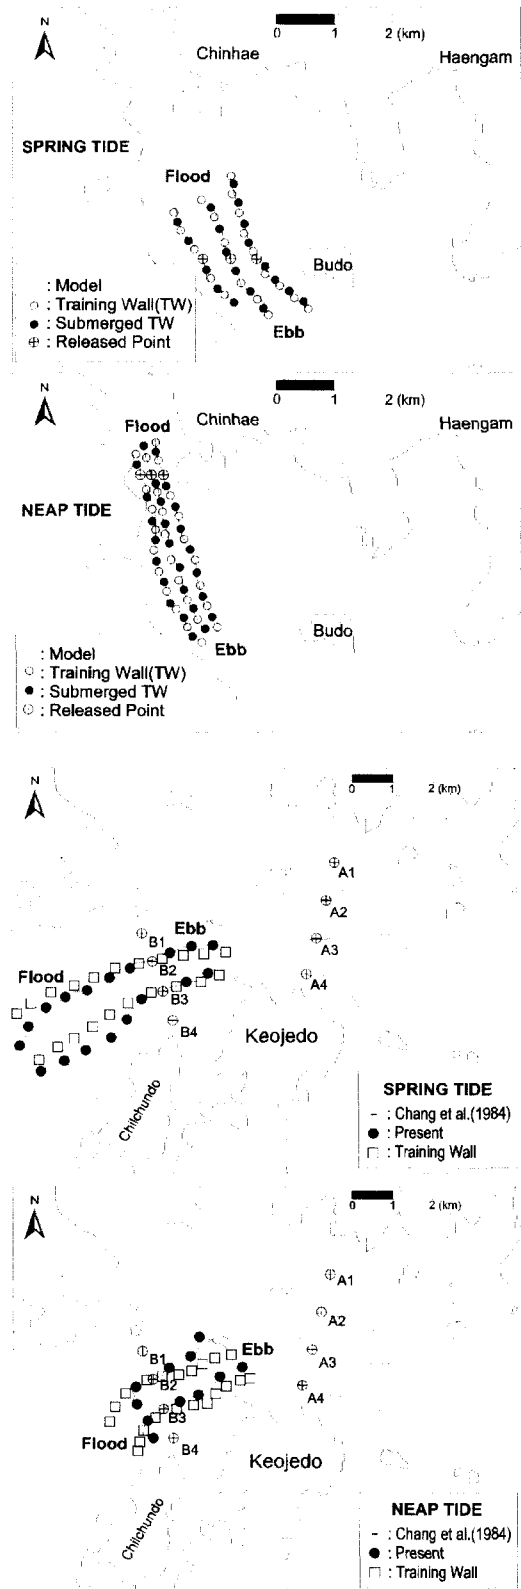 N
0 1 2 (km)
Chinhae
Haengam
SPRING TIDE
Flood
Budo
: Model
: Training Wall(TW)
: Submerged TW
: Released Point
Ebb
N
0 1 2 (km)
Flood
Chinhae
Haengam
NEAP TIDE
Budo
Ebb
: Model
: Training Wall(TW)
: Submerged TW
: Released Point
N
0 1 2 (km)
A1
A2
Ebb
B1
A3
B2
Flood
A4
B3
B4
Keojedo
Chilchundo
SPRING TIDE
– : Chang et al.(1984)
: Present
: Training Wall
N
0 1 2 (km)
A1
A2
Ebb
B1
A3
B2
A4
B3
Flood
B4
Keojedo
Chilchundo
NEAP TIDE
– : Chang et al.(1984)
: Present
: Training Wall